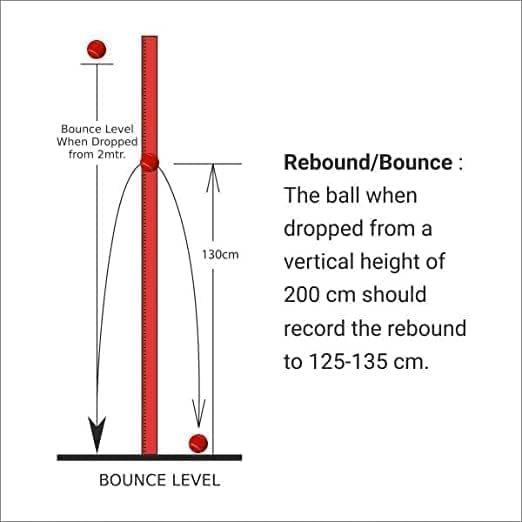 Bounce Level
When Dropped
from 2mtr.
130cm
BOUNCE LEVEL
Rebound/Bounce :
The ball when
dropped from a
vertical height of
200 cm should
record the rebound
to 125-135 cm.